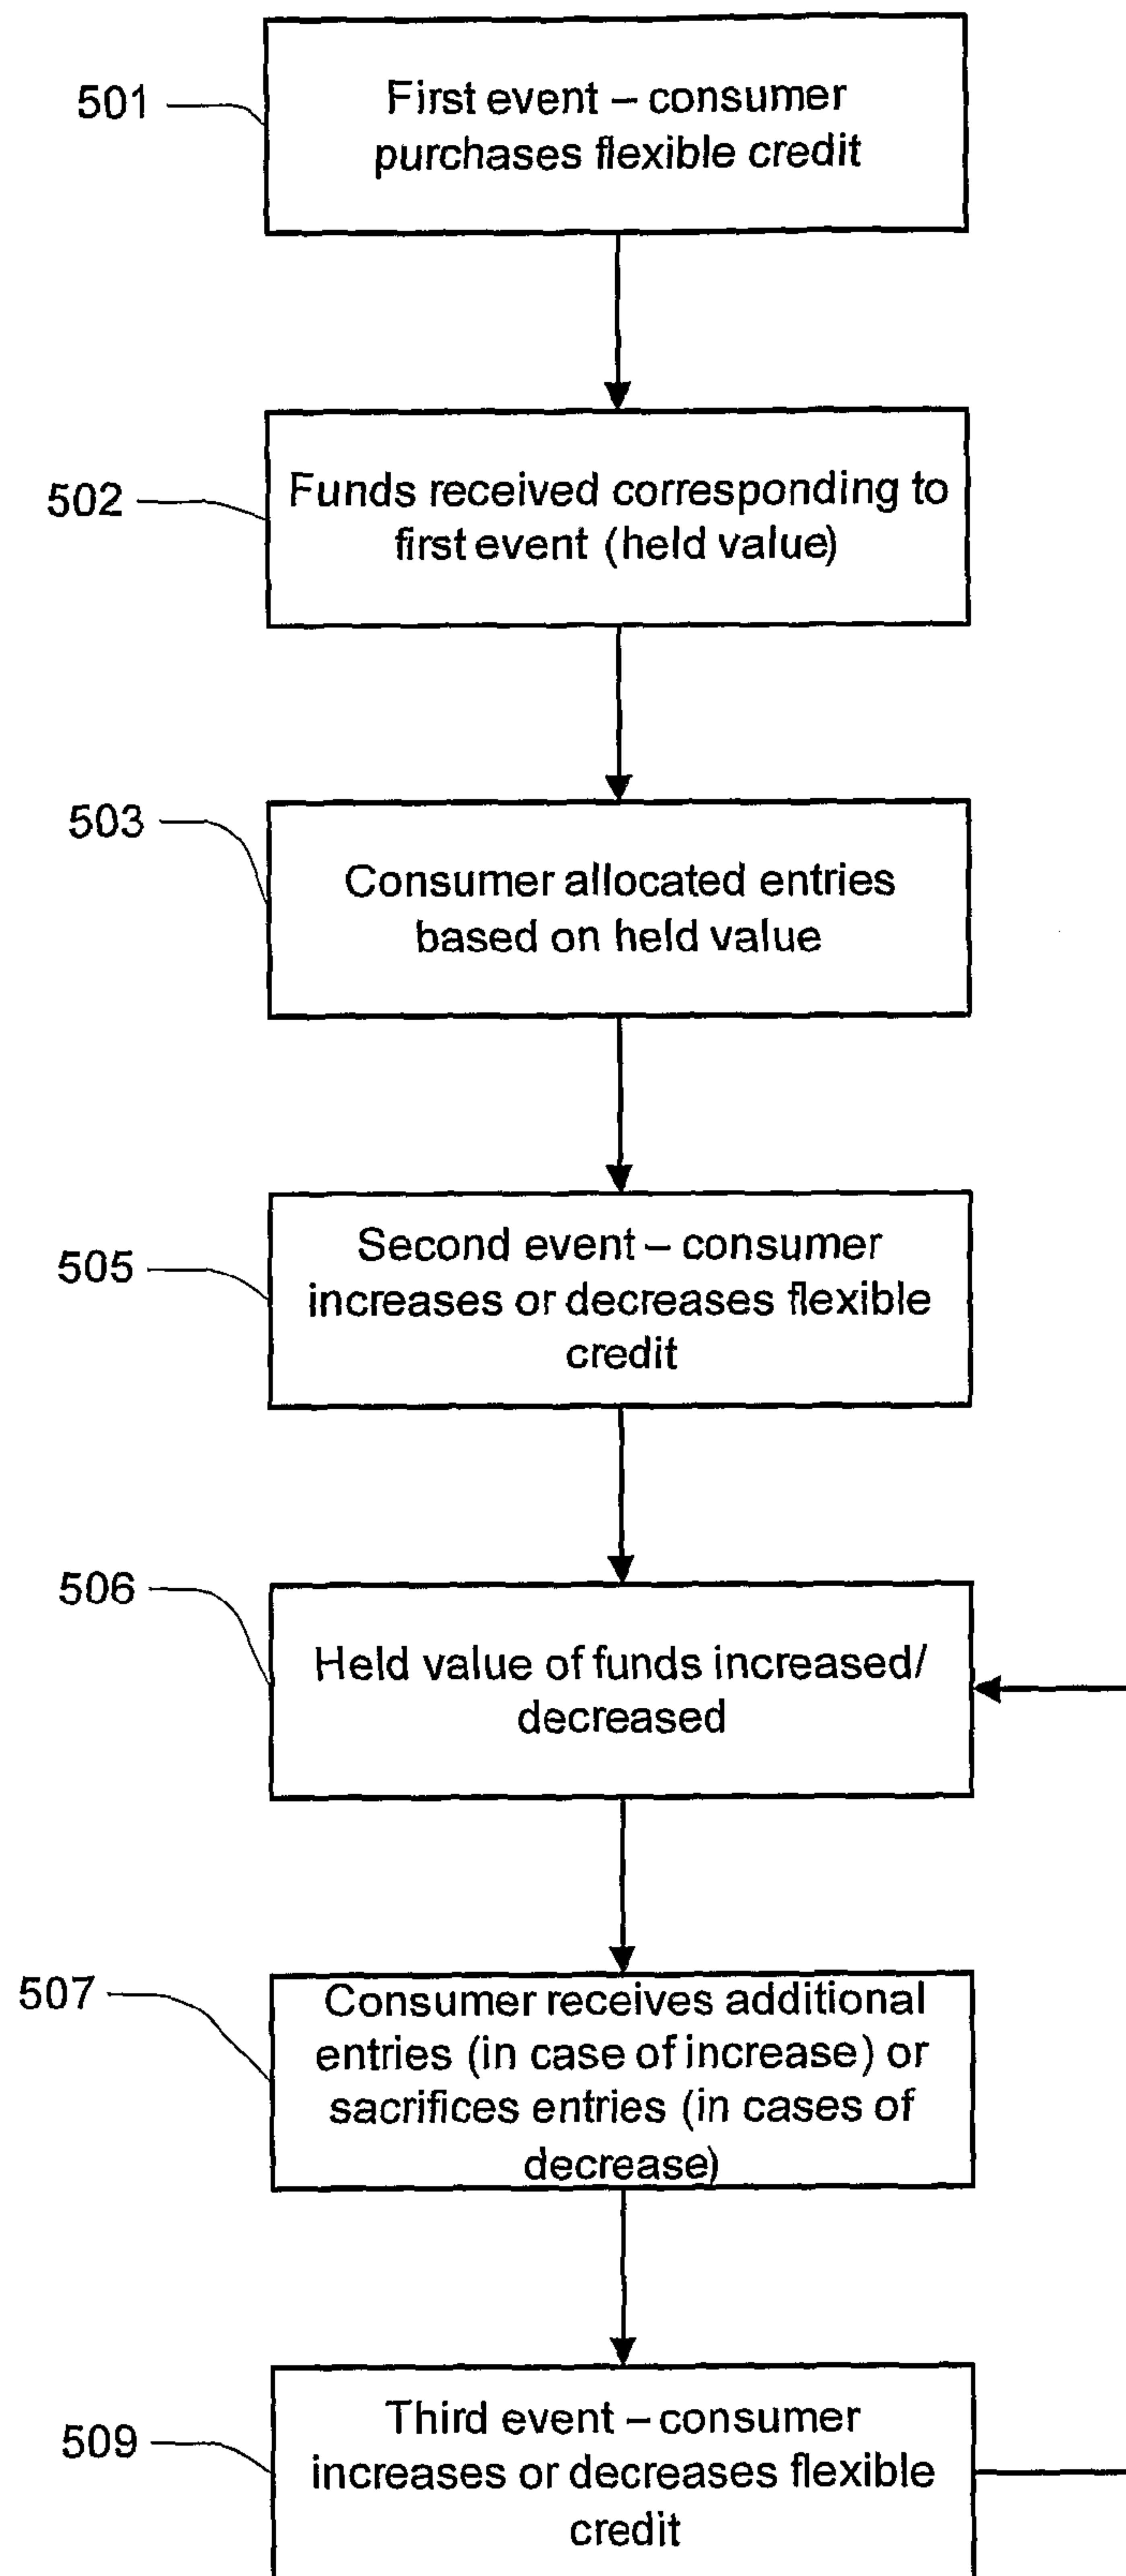 501
First event – consumer
purchases flexible credit
502
Funds received corresponding to
first event (held value)
503
Consumer allocated entries
based on held value
505
Second event – consumer
increases or decreases flexible
credit
506
Held value of funds increased/
decreased
507
Consumer receives additional
entries (in case of increase) or
sacrifices entries (in cases of
decrease)
509
Third event – consumer
increases or decreases flexible
credit